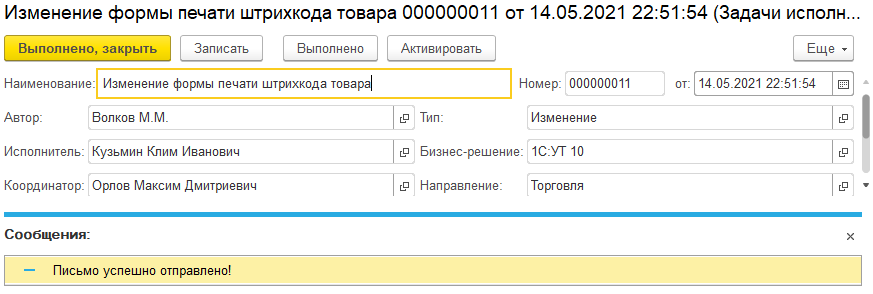 Изменение формы печати штрихкода товара 000000011 от 14.05.2021 22:51:54 (Задачи исполн...
Выполнено, закрыть Записать Выполнено Активировать Еще
Наименование: Изменение формы печати штрихкода товара Номер: 000000011 от: 14.05.2021 22:51:54
Автор: Волков М.М. Тип: Изменение
Исполнитель: Кузьмин Клим Иванович Бизнес-решение: 1С:УТ 10
Координатор: Орлов Максим Дмитриевич Направление: Торговля
Сообщения:
Письмо успешно отправлено!